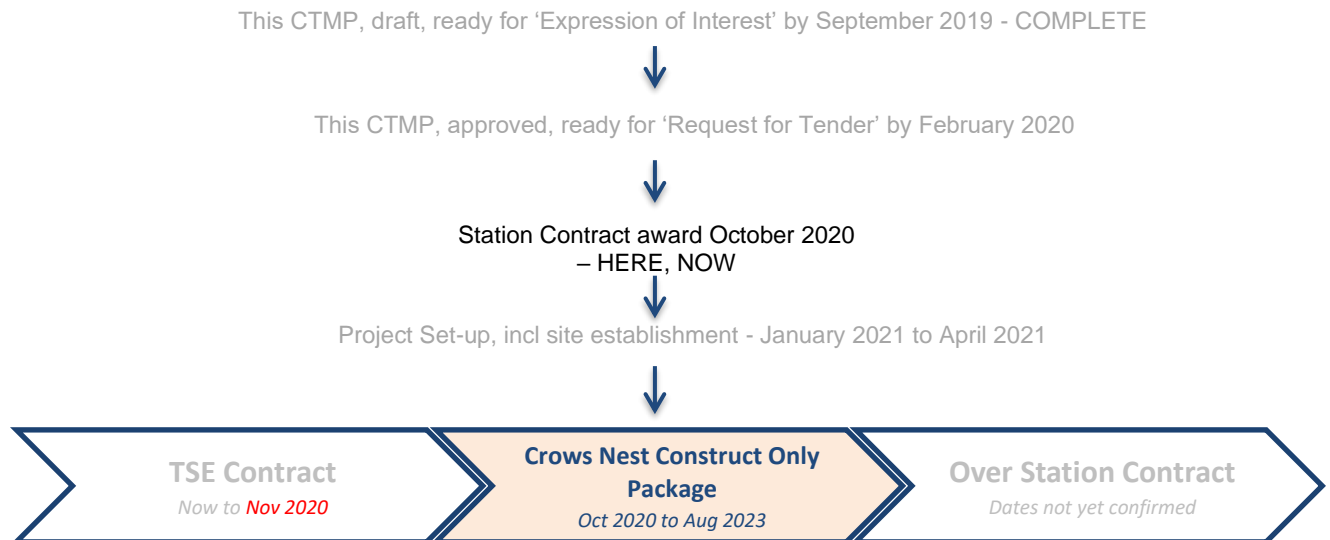 This CTMP, draft, ready for ‘Expression of Interest’ by September 2019 - COMPLETE
This CTMP, approved, ready for ‘Request for Tender’ by February 2020
Station Contract award October 2020
– HERE, NOW
Project Set-up, incl site establishment - January 2021 to April 2021
TSE Contract
Now to Nov 2020
Crows Nest Construct Only
Package
Oct 2020 to Aug 2023
Over Station Contract
Dates not yet confirmed